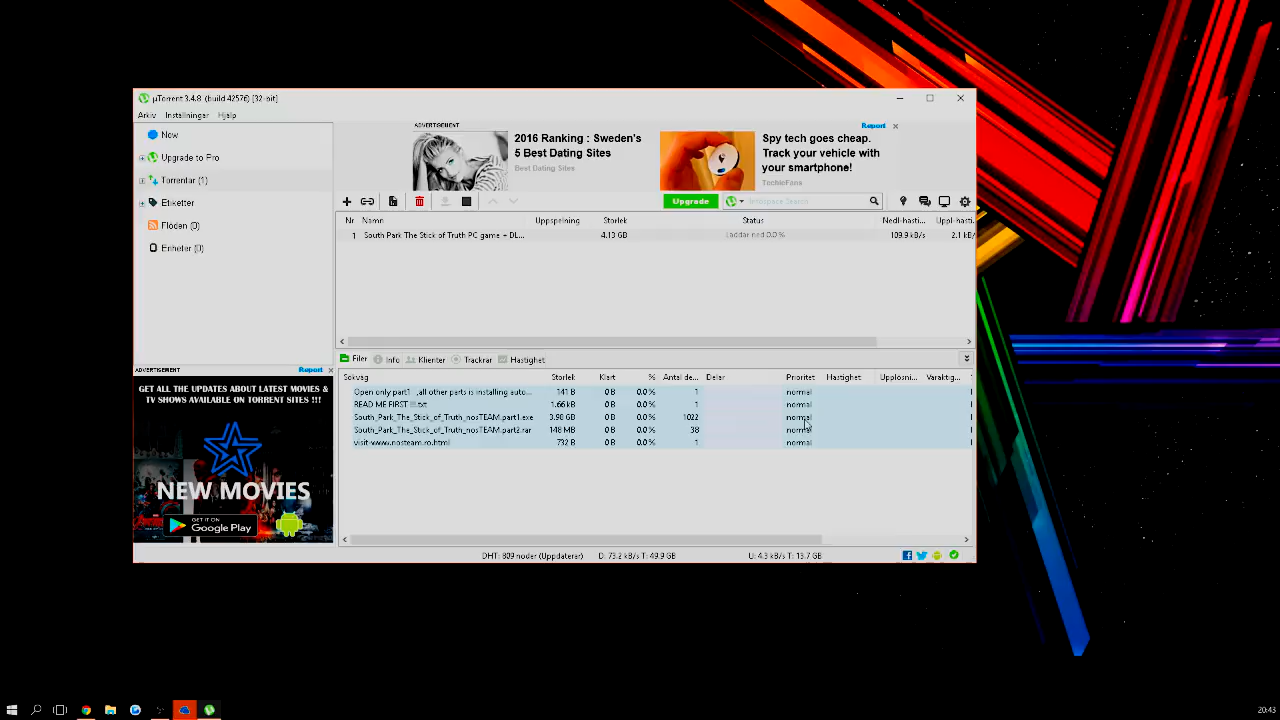 µTorrent 3.4.8 (build 42576) [32-bit]
Arkiv Inställningar Hjälp
Now
Upgrade to Pro
Torrentar (1)
Etiketter
Flöden (0)
Enheter (0)
ADVERTISEMENT
Report
2016 Ranking : Sweden's
5 Best Dating Sites
Best Dating Sites
Spy tech goes cheap.
Track your vehicle with
your smartphone!
TechieFans
Upgrade
Nr Namn Uppspelning Storlek Status Nedl-hasti... Uppl-hast
1 South Park The Stick of Truth PC game + DL... 4.13 GB Laddar ned 0.0 % 109.9 kB/s 2.1 kB/
Filer Info Klienter Trackrar Hastighet
Sökväg Storlek Klart % Antal de... Delar Prioritet Hastighet Upplösni... Varaktig...
Open only part1 ,all other parts is installing auto... 141 B 0 B 0.0 % 1 normal
READ ME FIRST !!!.txt 1.66 kB 0 B 0.0 % 1 normal
South_Park_The_Stick_of_Truth_nosTEAM.part1.exe 3.98 GB 0 B 0.0 % 1022 normal
South_Park_The_Stick_of_Truth_nosTEAM.part2.rar 148 MB 0 B 0.0 % 38 normal
visit-www.nosteam.ro.html 732 B 0 B 0.0 % 1 normal
ADVERTISEMENT
Report
GET ALL THE UPDATES ABOUT LATEST MOVIES &
TV SHOWS AVAILABLE ON TORRENT SITES !!!
NEW MOVIES
GET IT ON
Google Play
DHT: 809 noder (Uppdaterar) D: 73.2 kB/s T: 49.9 GB U: 4.3 kB/s T: 13.7 GB
20:43